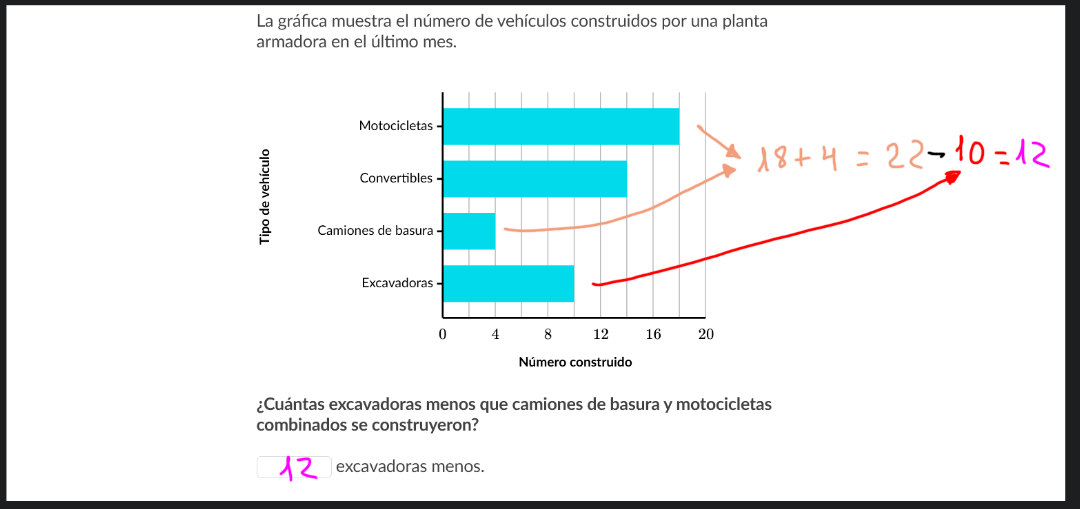 La gráfica muestra el número de vehículos construidos por una planta
armadora en el último mes.
Tipo de vehículo
Motocicletas
Convertibles
Camiones de basura
Excavadoras
18+4 = 22-10=12
0 4 8 12 16 20
Número construido
¿Cuántas excavadoras menos que camiones de basura y motocicletas
combinados se construyeron?
12 excavadoras menos.